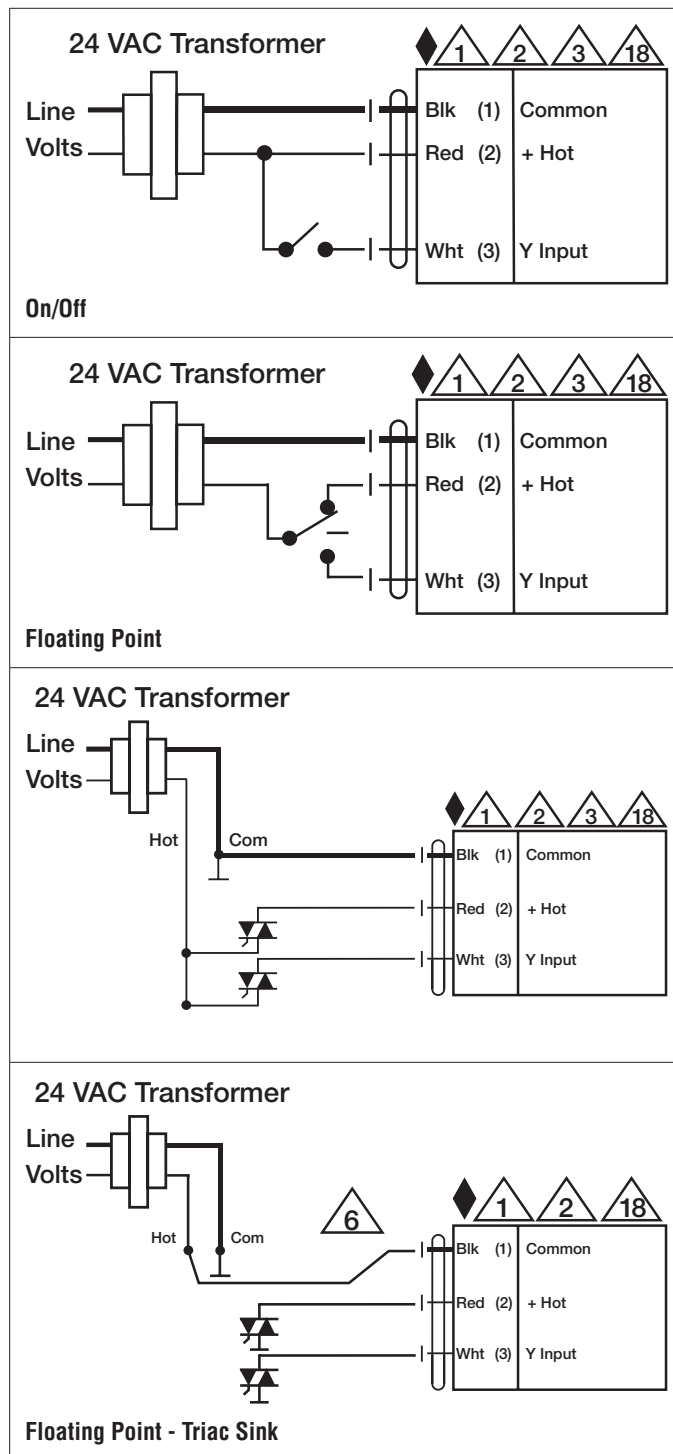 24 VAC Transformer
1 2 3 18
Line
Volts
Blk (1) Common
Red (2) + Hot
Wht (3) Y Input
On/Off
24 VAC Transformer
1 2 3 18
Line
Volts
Blk (1) Common
Red (2) + Hot
Wht (3) Y Input
Floating Point
24 VAC Transformer
Line
Volts
1 2 3 18
Hot Com
Blk (1) Common
Red (2) + Hot
Wht (3) Y Input
24 VAC Transformer
Line
Volts
1 2 18
6
Hot Com
Blk (1) Common
Red (2) + Hot
Wht (3) Y Input
Floating Point - Triac Sink